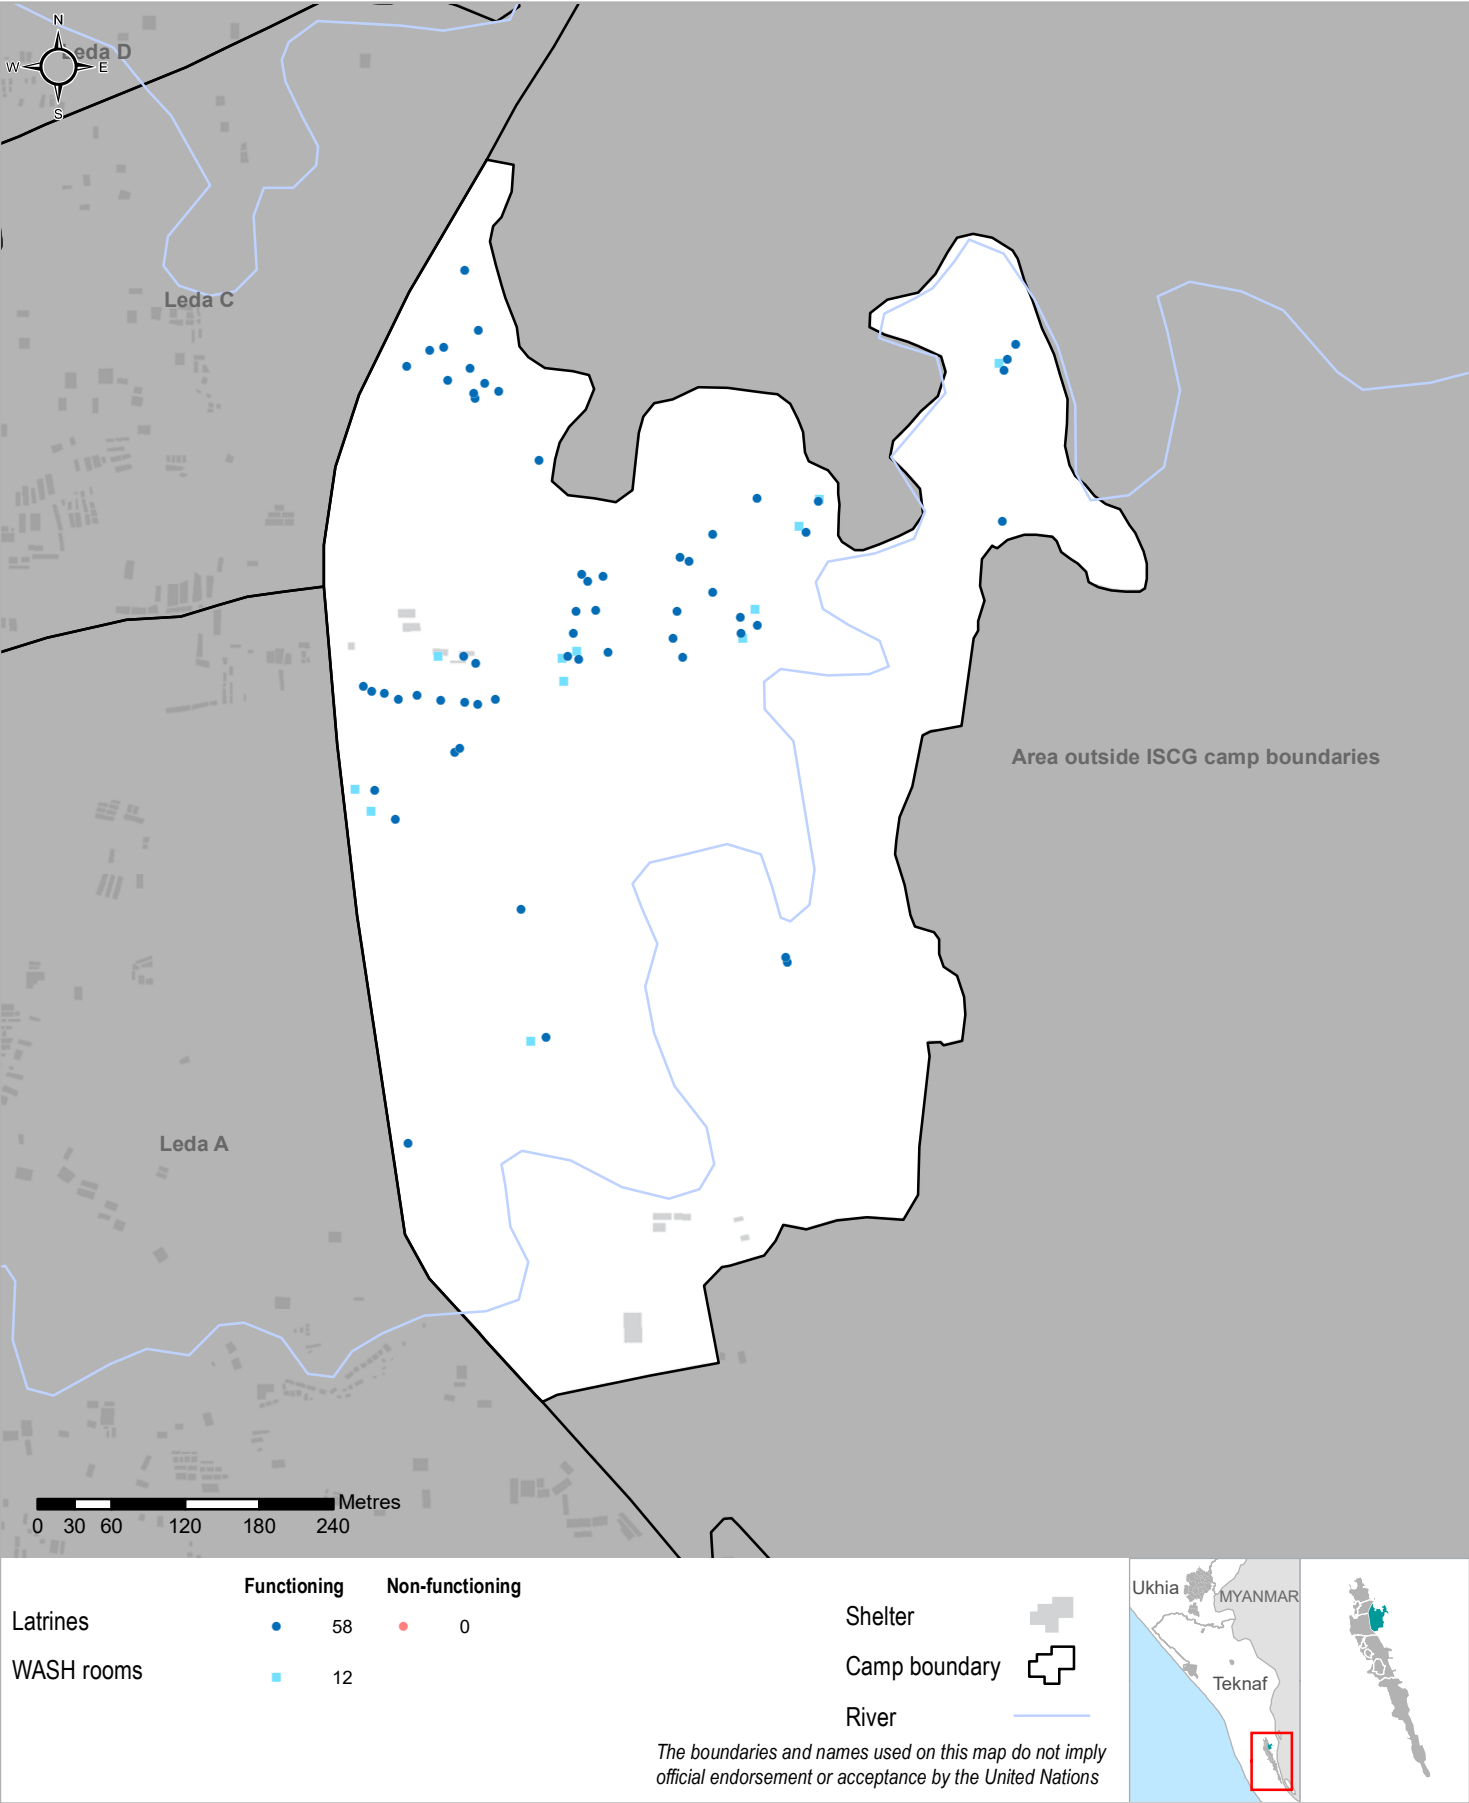 N
Leda D
W E
S
Leda C
Area outside ISCG camp boundaries
Leda A
Metres
0 30 60 120 180 240
Functioning Non-functioning
Latrines 58 0
WASH rooms 12
Shelter
Camp boundary
River
The boundaries and names used on this map do not imply
official endorsement or acceptance by the United Nations
Ukhia
MYANMAR
Teknaf